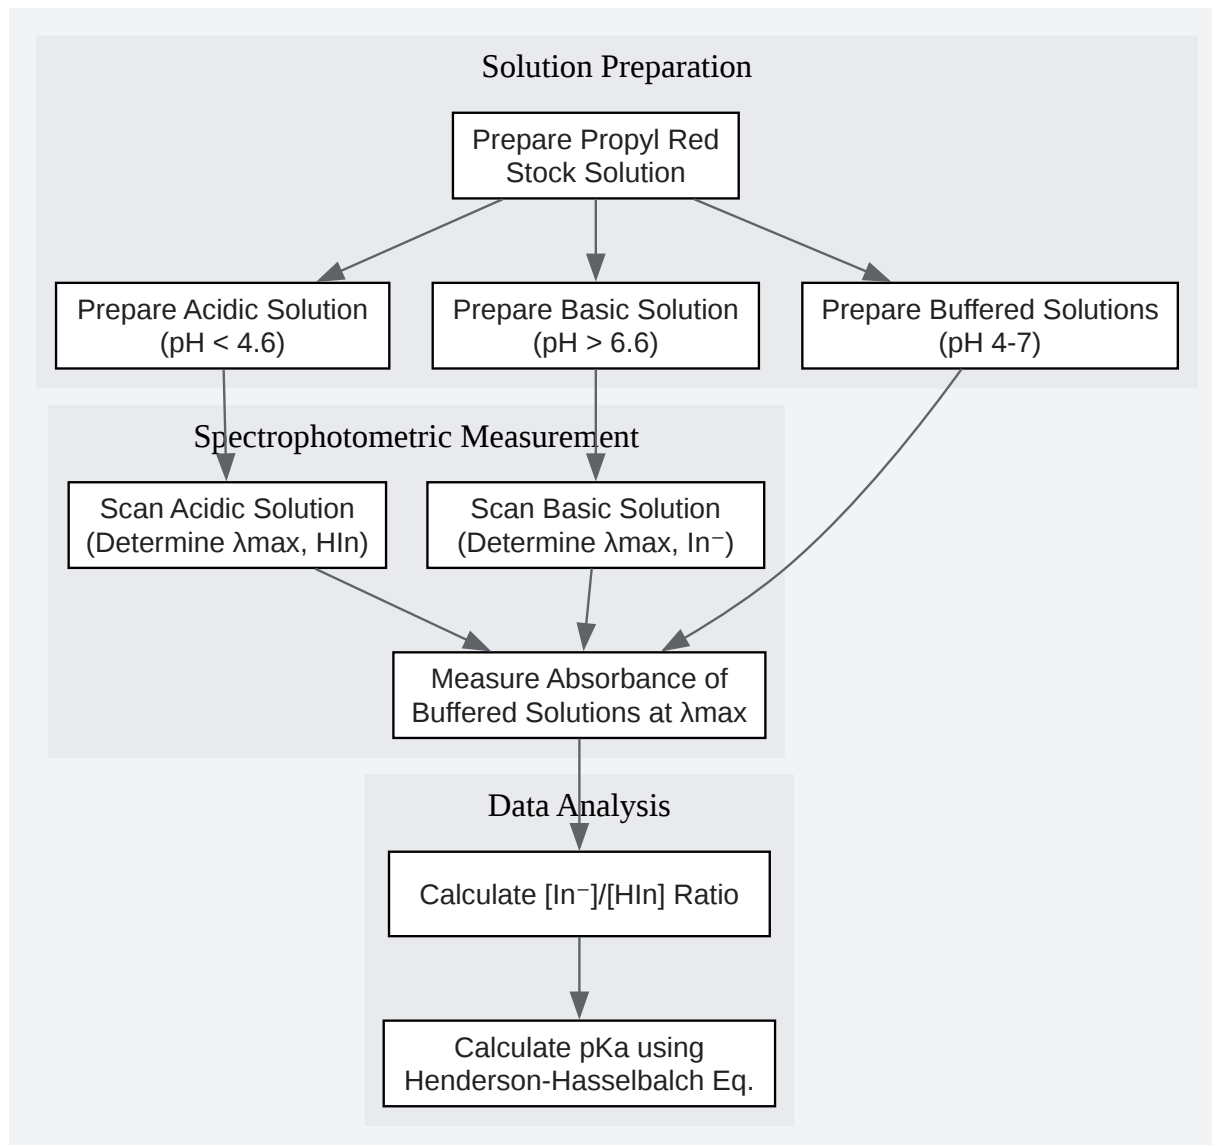 Solution Preparation
Prepare Propyl Red
Stock Solution
Prepare Acidic Solution
(pH < 4.6)
Prepare Basic Solution
(pH > 6.6)
Prepare Buffered Solutions
(pH 4-7)
Spectrophotometric Measurement
Scan Acidic Solution
(Determine λmax, HIn)
Scan Basic Solution
(Determine λmax, In⁻)
Measure Absorbance of
Buffered Solutions at λmax
Data Analysis
Calculate [In⁻]/[HIn] Ratio
Calculate pKa using
Henderson-Hasselbalch Eq.